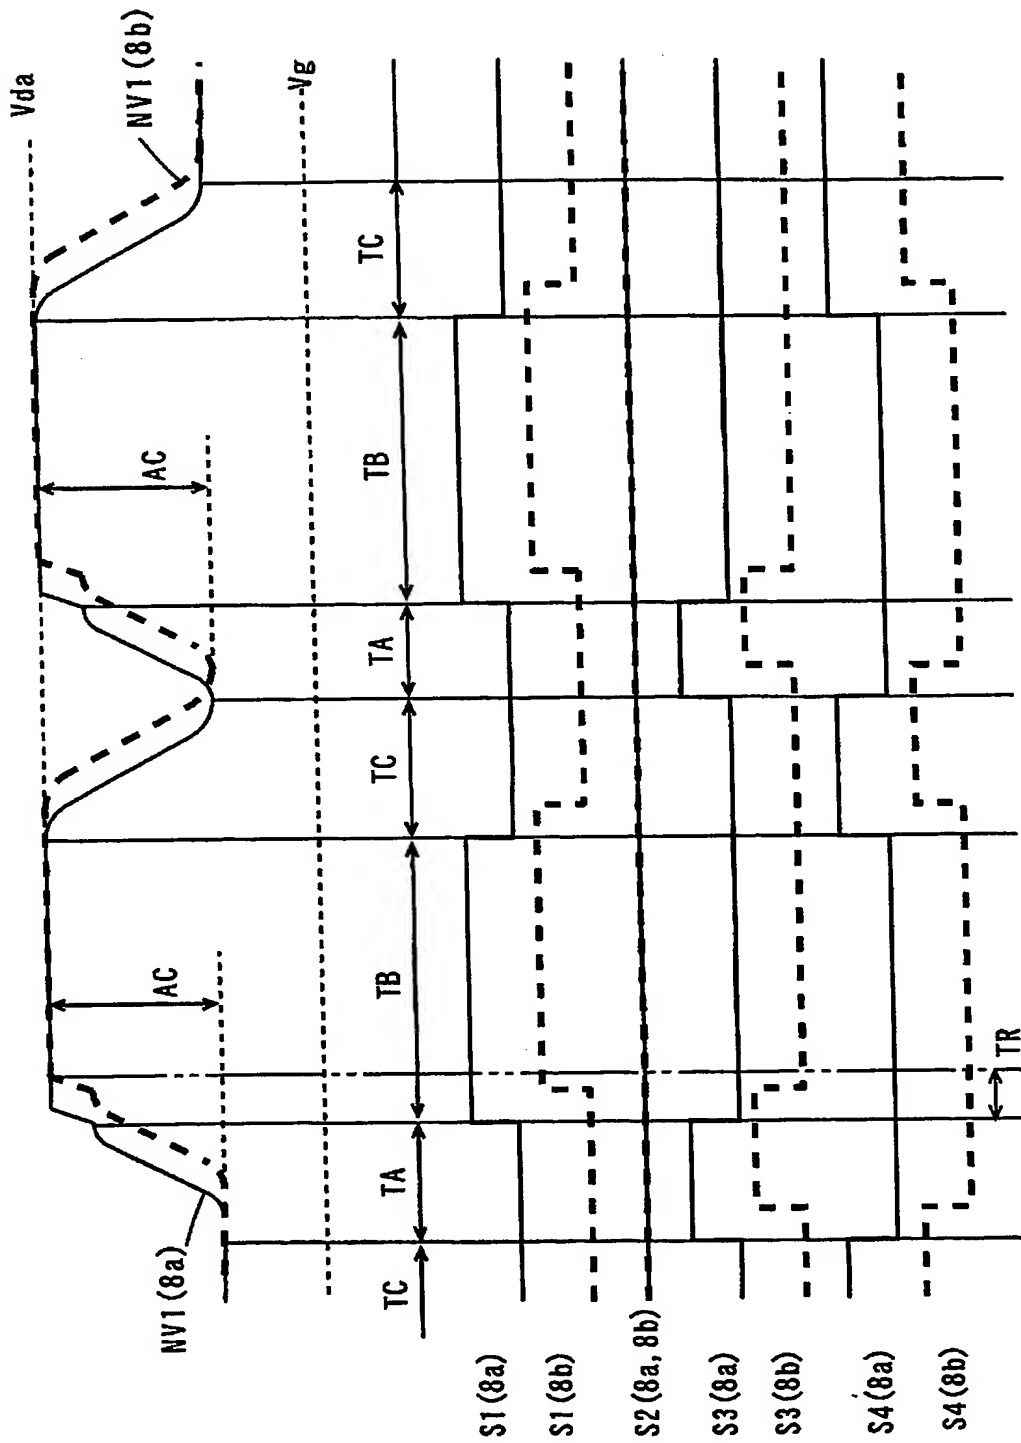 Vda
NV1(8b)
Vg
AC
AC
NV1(8a)
TC
TA
TB
TC
TA
TB
TC
S1(8a)
S1(8b)
S2(8a,8b)
S3(8a)
S3(8b)
S4(8a)
S4(8b)
TR